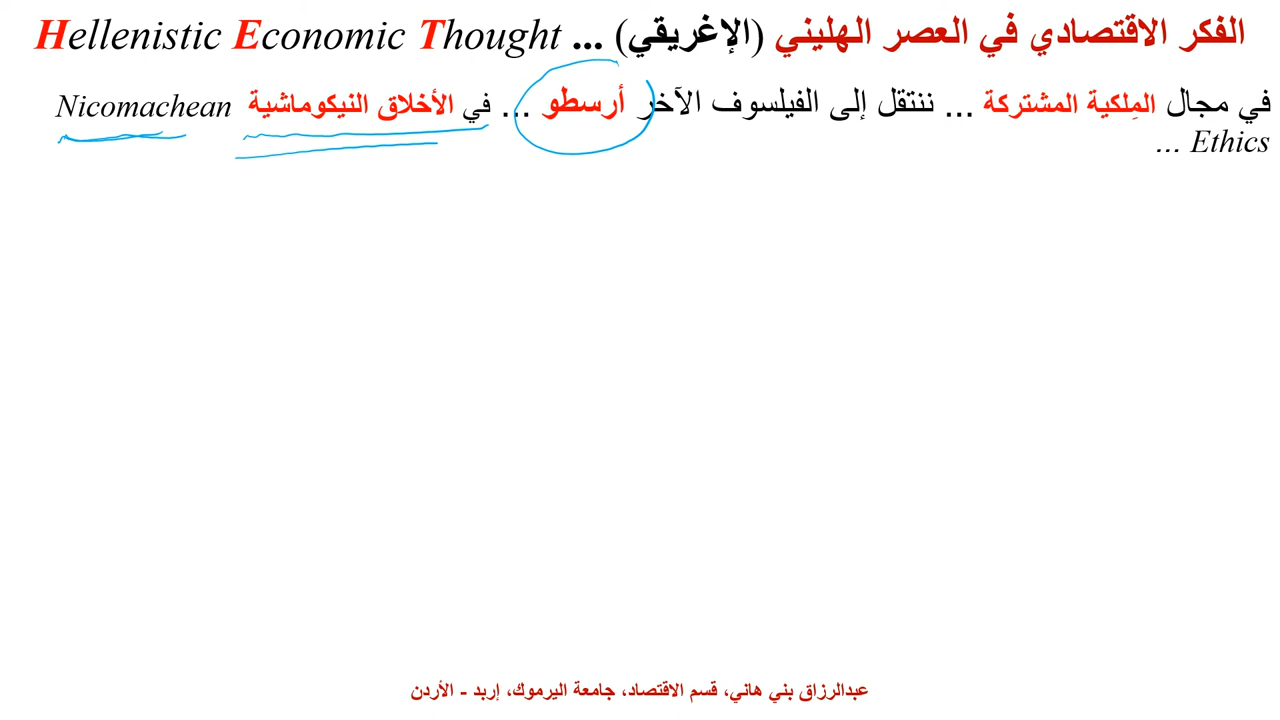 الفكر الاقتصادي في العصر الهليني (الإغريقي) ... Hellenistic Economic Thought
في مجال المِلكية المشتركة ... ننتقل إلى الفيلسوف الآخر أرسطو ... في الأخلاق النيكوماشية Nicomachean
Ethics ...
عبدالرزاق بني هاني، قسم الاقتصاد، جامعة اليرموك، إربد - الأردن